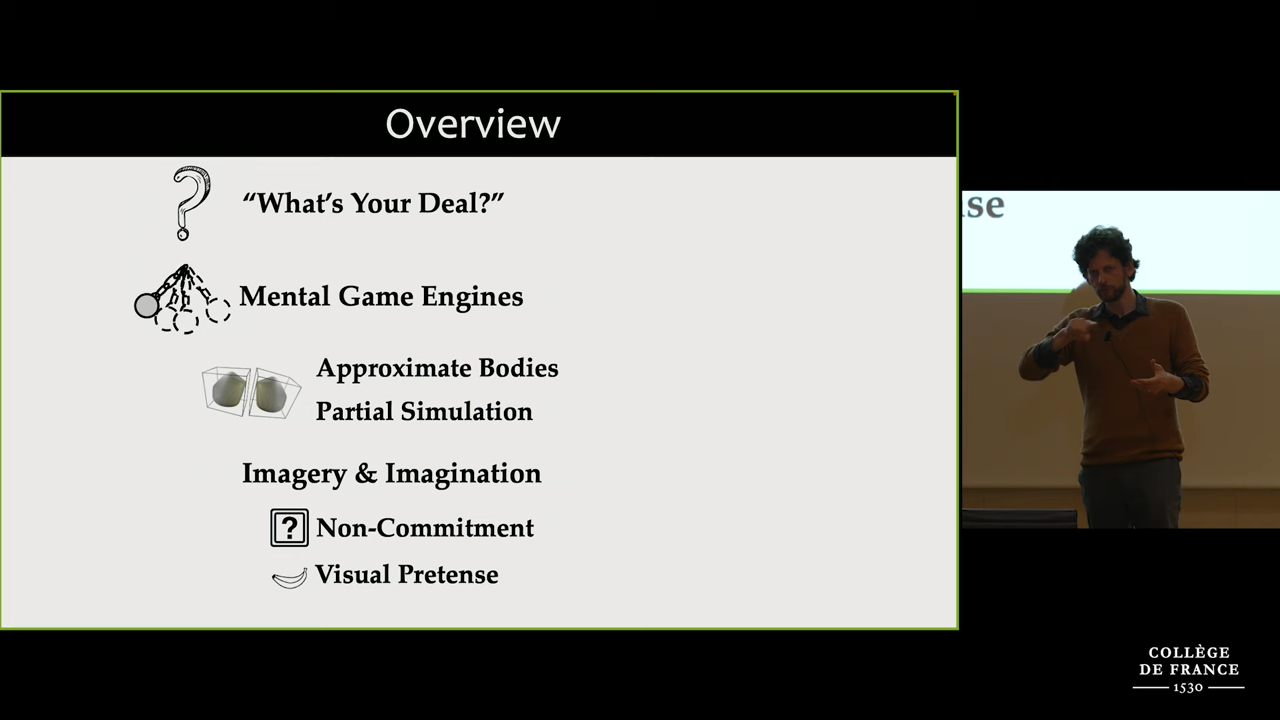 Overview
“What’s Your Deal?”
Mental Game Engines
Approximate Bodies
Partial Simulation
Imagery & Imagination
?
Non-Commitment
Visual Pretense
COLLÈGE
DE FRANCE
1530